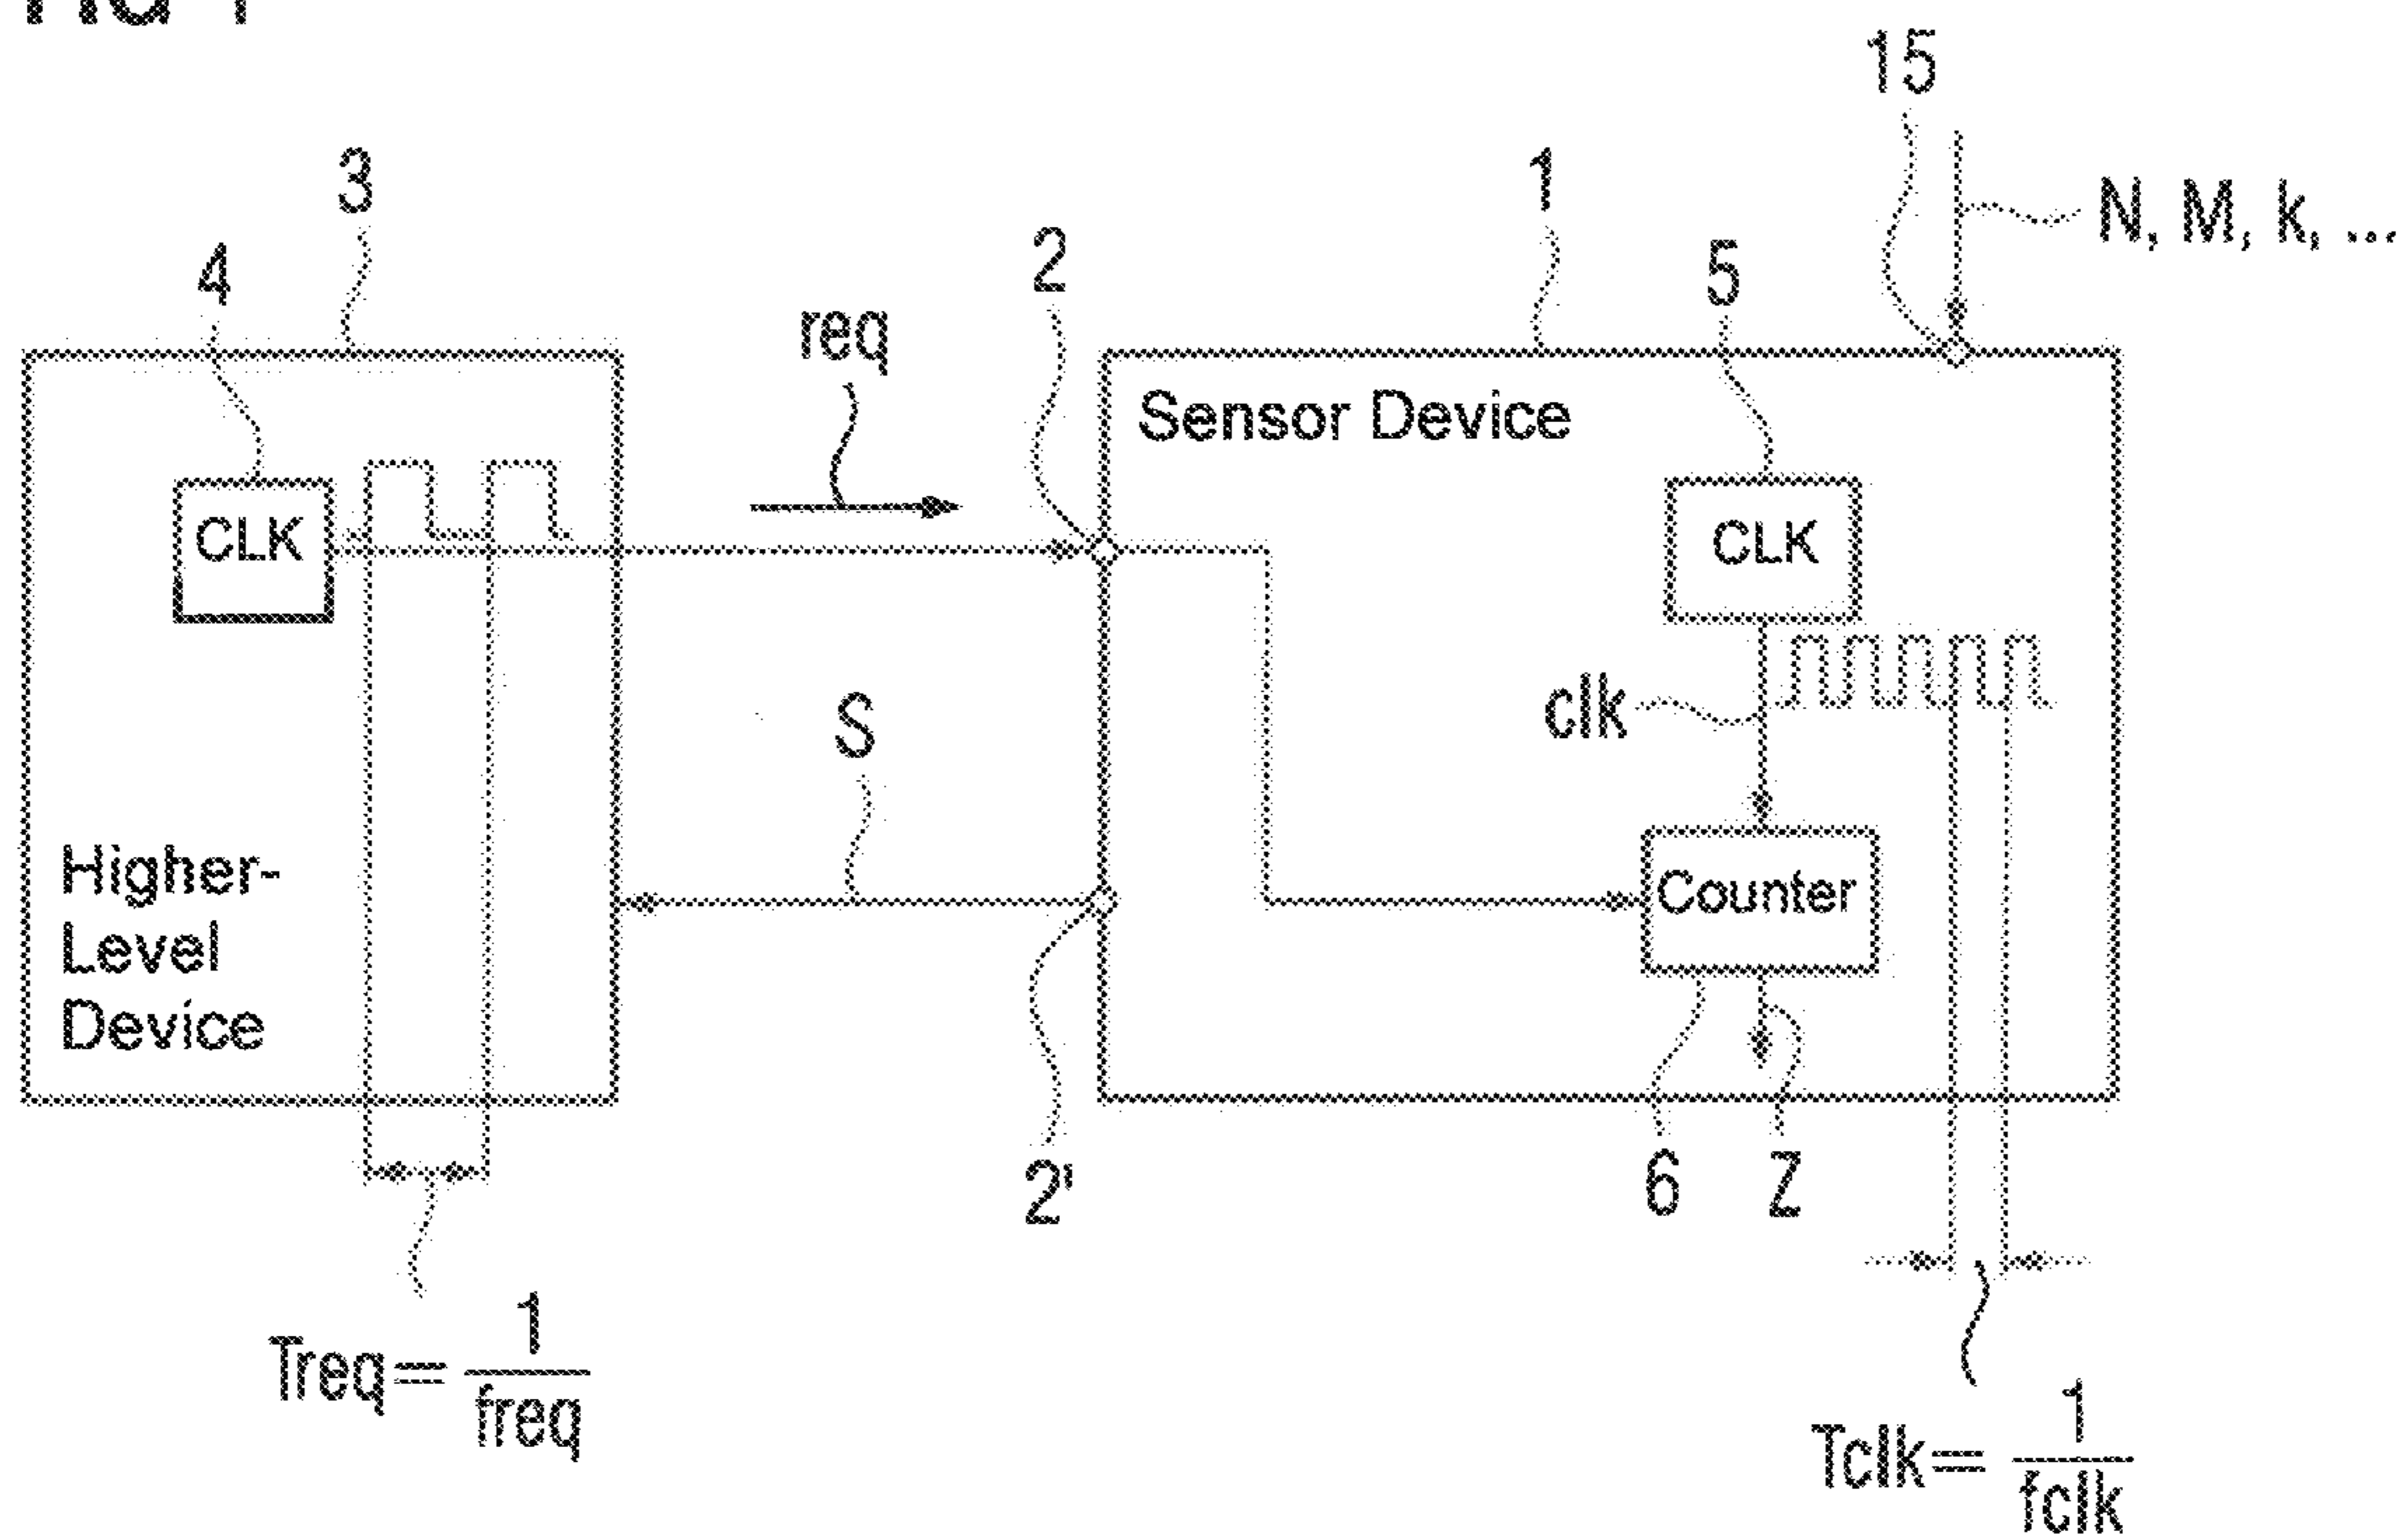 15
3
1
N, M, k, ...
4
2
5
req
Sensor Device
CLK
CLK
S
clk
Higher-
Level
Device
Counter
2'
6
Z
Treq= 1/freq
Tclk= 1/fclk